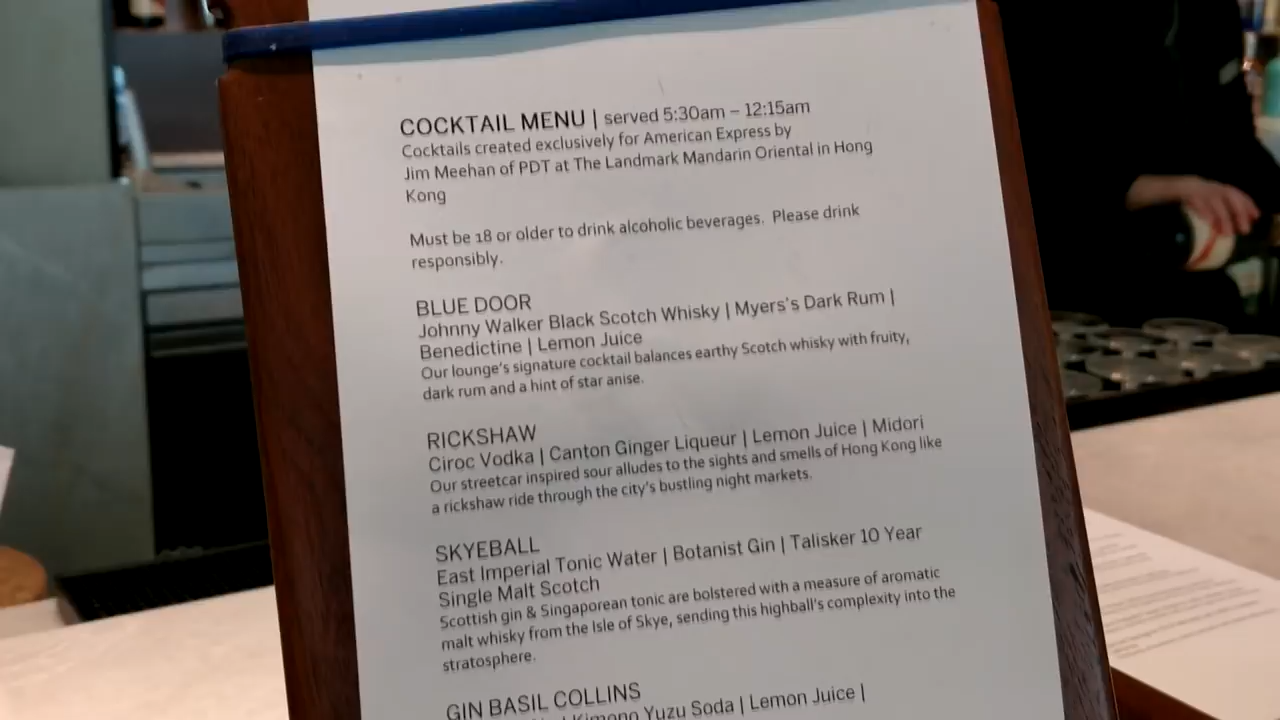 COCKTAIL MENU | served 5:30am – 12:15am
Cocktails created exclusively for American Express by
Jim Meehan of PDT at The Landmark Mandarin Oriental in Hong
Kong
Must be 18 or older to drink alcoholic beverages. Please drink
responsibly.
BLUE DOOR
Johnny Walker Black Scotch Whisky | Myers's Dark Rum |
Benedictine | Lemon Juice
Our lounge's signature cocktail balances earthy Scotch whisky with fruity,
dark rum and a hint of star anise.
RICKSHAW
Ciroc Vodka | Canton Ginger Liqueur | Lemon Juice | Midori
Our streetcar inspired sour alludes to the sights and smells of Hong Kong like
a rickshaw ride through the city's bustling night markets.
SKYEBALL
East Imperial Tonic Water | Botanist Gin | Talisker 10 Year
Single Malt Scotch
Scottish gin & Singaporean tonic are bolstered with a measure of aromatic
malt whisky from the Isle of Skye, sending this highball's complexity into the
stratosphere.
GIN BASIL COLLINS
| Kimono Yuzu Soda | Lemon Juice |